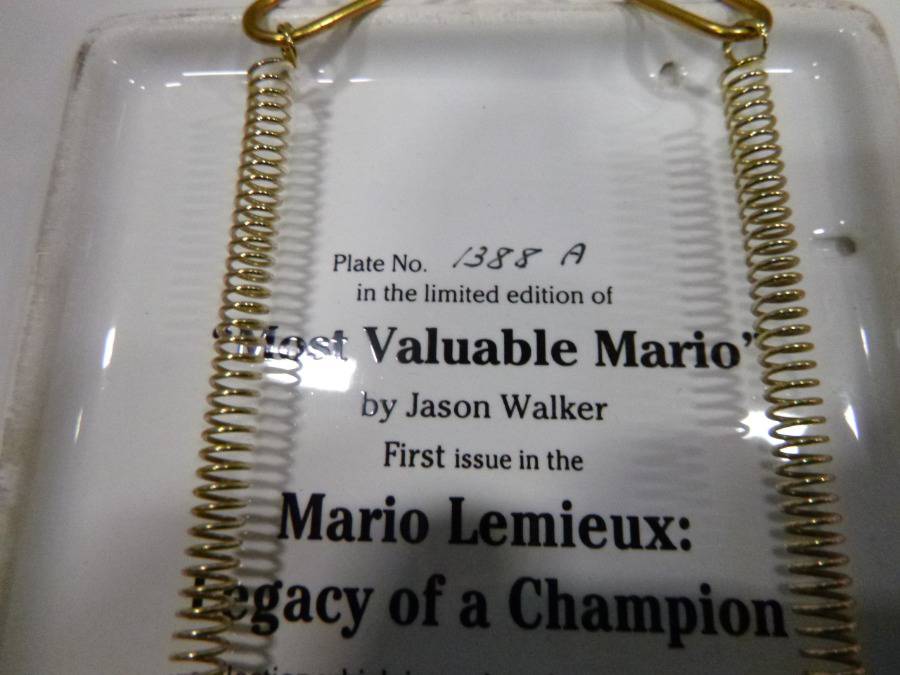 Plate No. 1388 A
in the limited edition of
"Most Valuable Mario"
by Jason Walker
First issue in the
Mario Lemieux:
Legacy of a Champion